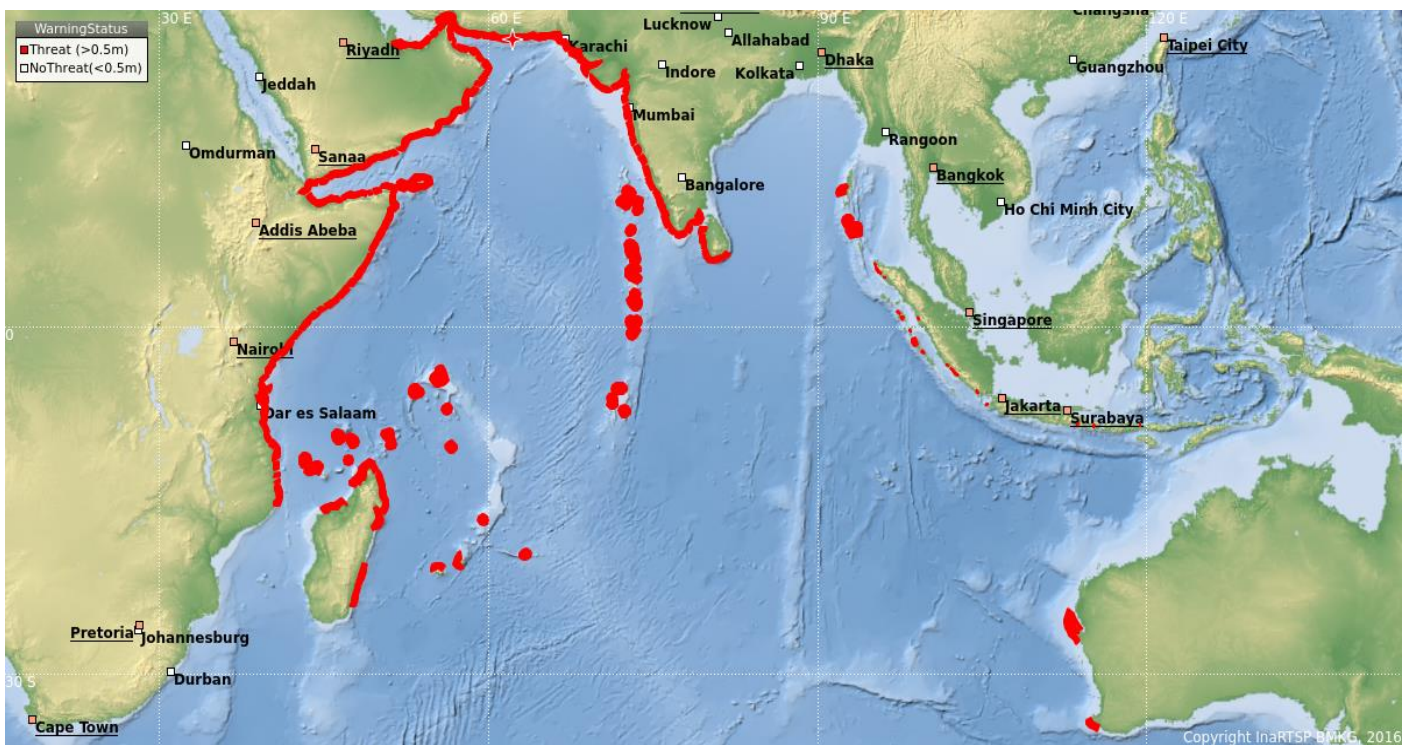 WarningStatus
Threat (>0.5m)
NoThreat(<0.5m)
30 E
60 E
90 E
120 E
Lucknow
Changsha
Riyadh
Karachi
Allahabad
Taipei City
Jeddah
Indore
Kolkata
Dhaka
Guangzhou
Mumbai
Omdurman
Sanaa
Rangoon
Bangalore
Bangkok
Ho Chi Minh City
Addis Abeba
Singapore
0
Nairobi
Dar es Salaam
Jakarta
Surabaya
Pretoria
Johannesburg
Durban
30 S
Cape Town
Copyright InaRTSP BMKG, 2016